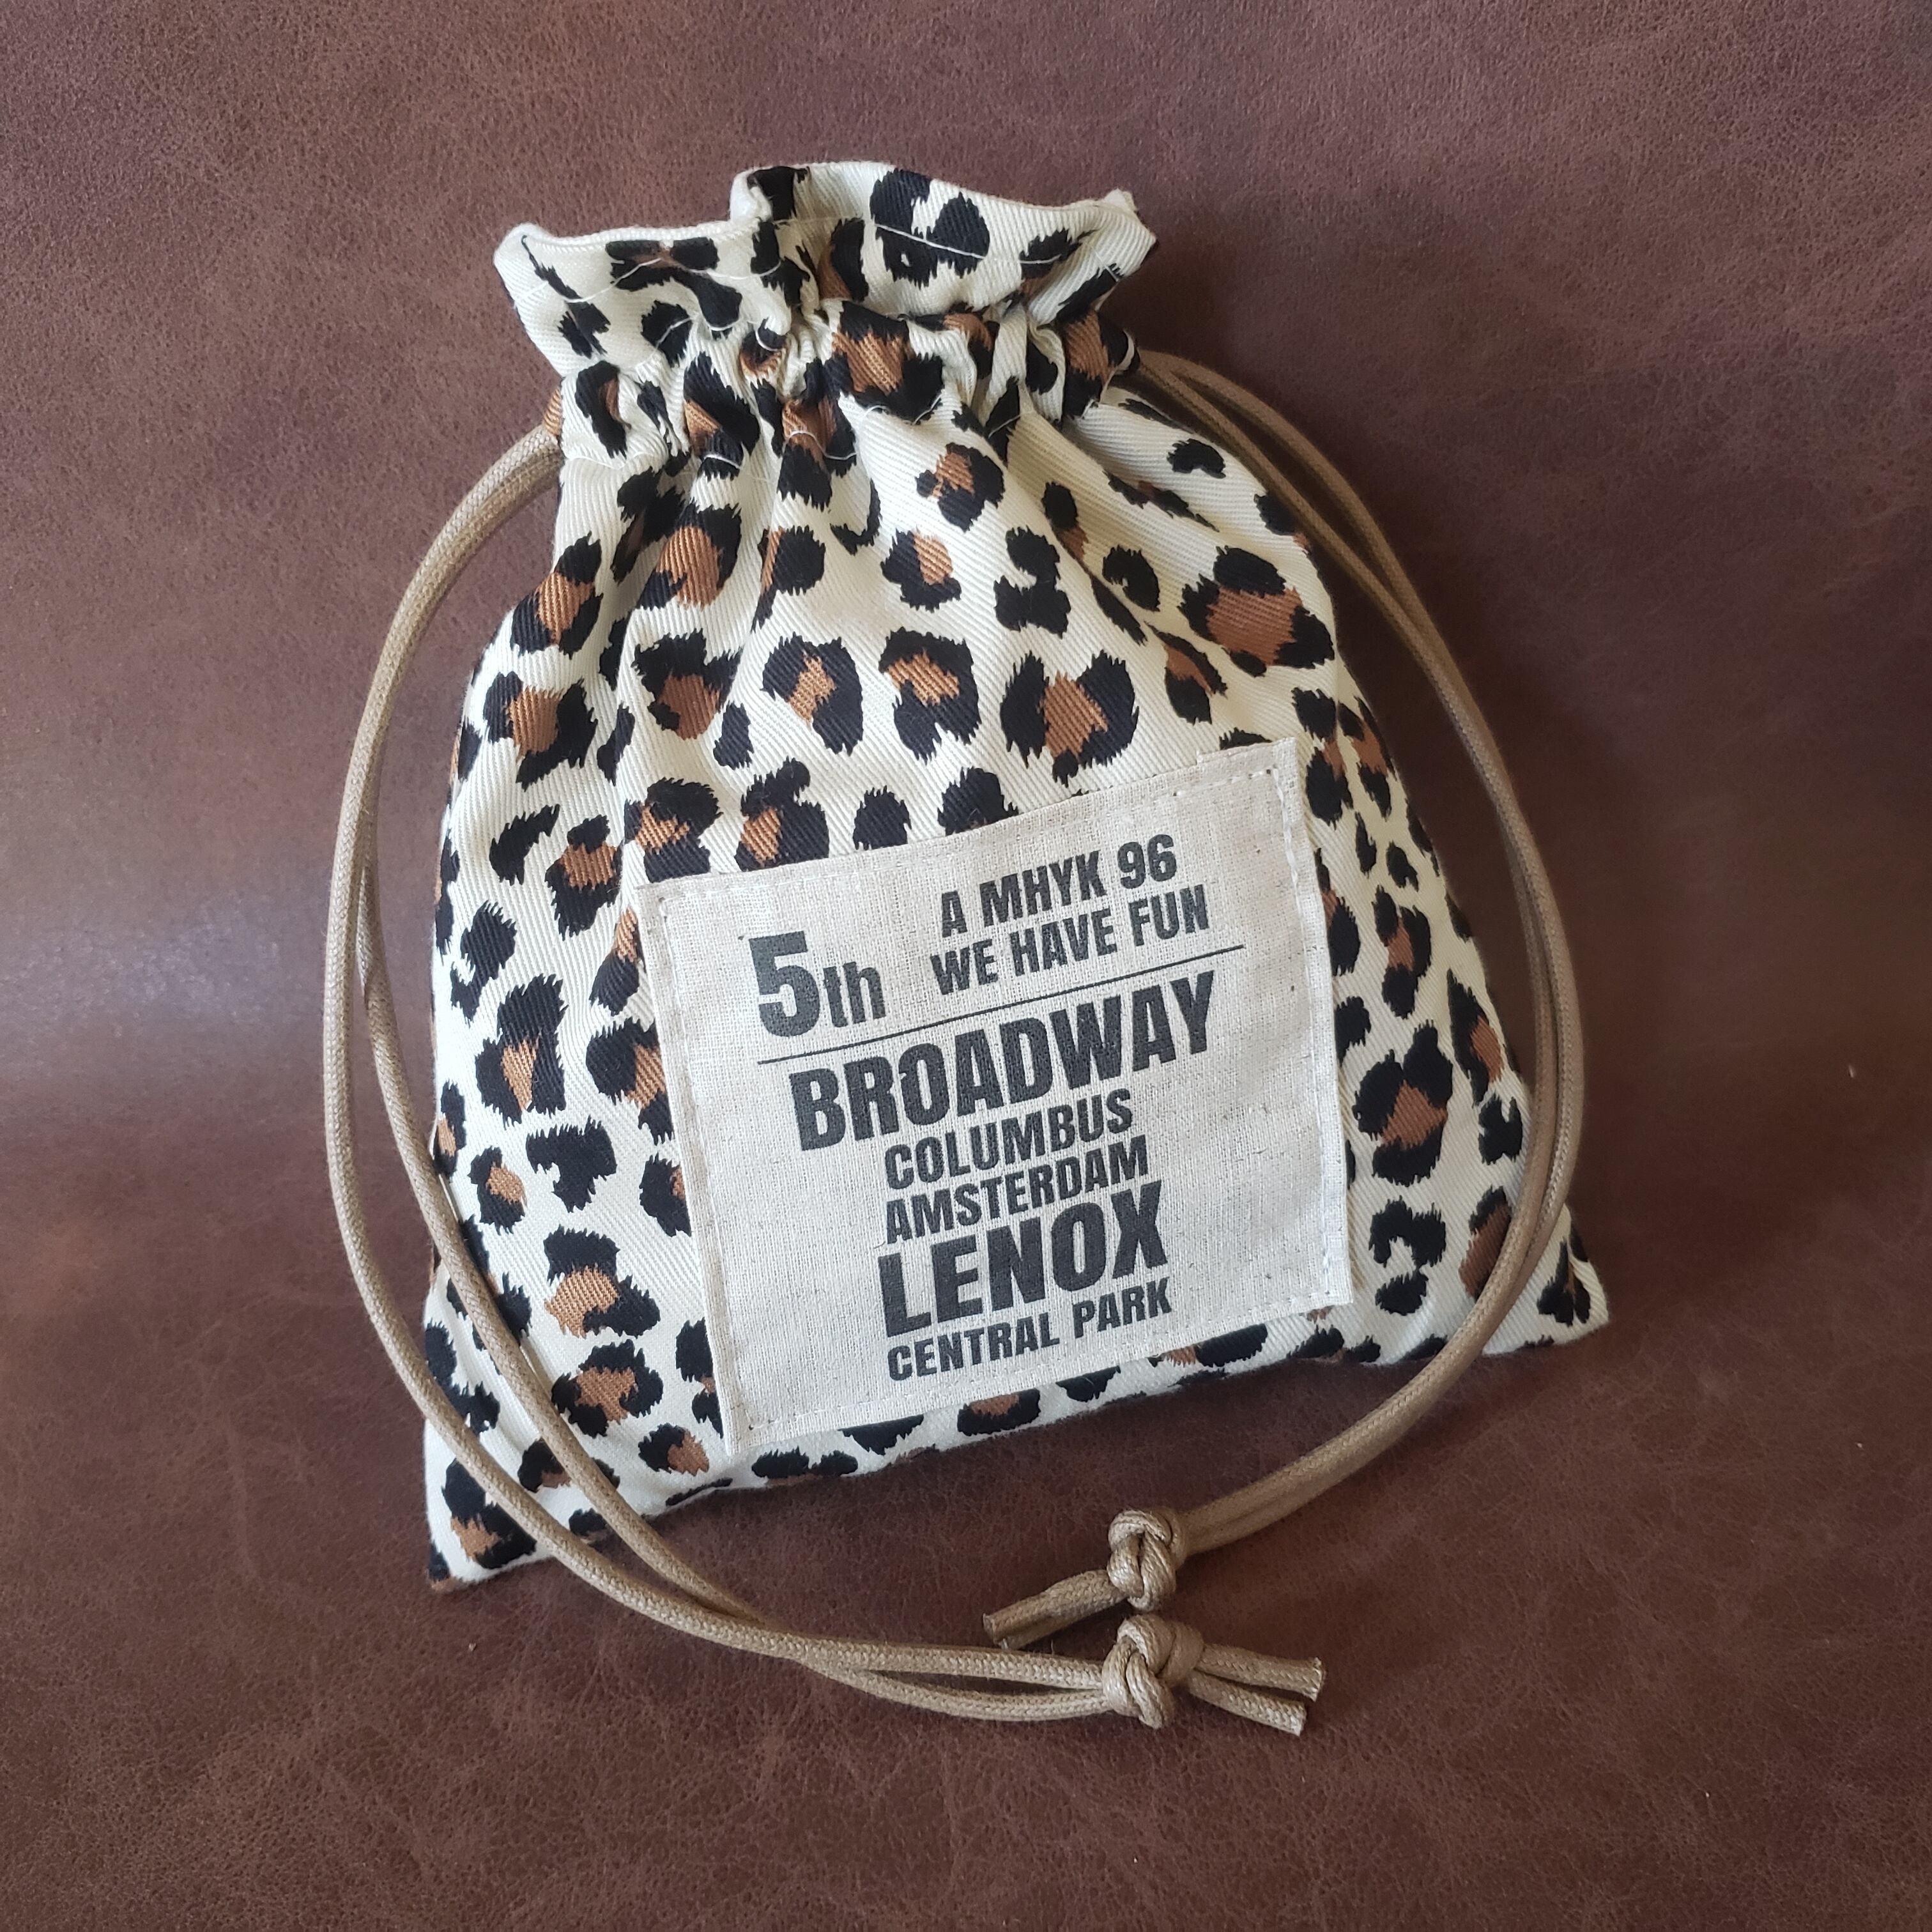 5th
A MHYK 96
WE HAVE FUN
BROADWAY
COLUMBUS
AMSTERDAM
LENOX
CENTRAL PARK